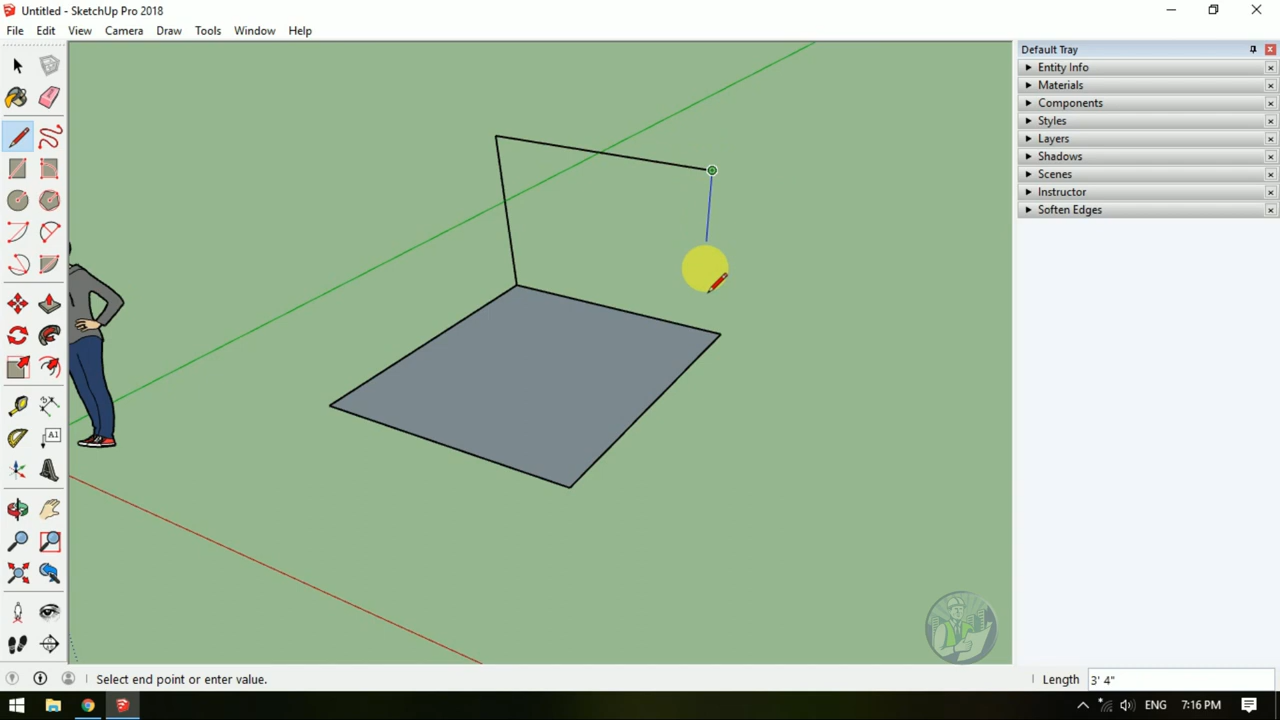 Untitled - SketchUp Pro 2018
File Edit View Camera Draw Tools Window Help
Default Tray
Entity Info
Materials
Components
Styles
Layers
Shadows
Scenes
Instructor
Soften Edges
A1
Select end point or enter value.
Length 3' 4"
ENG 7:16 PM